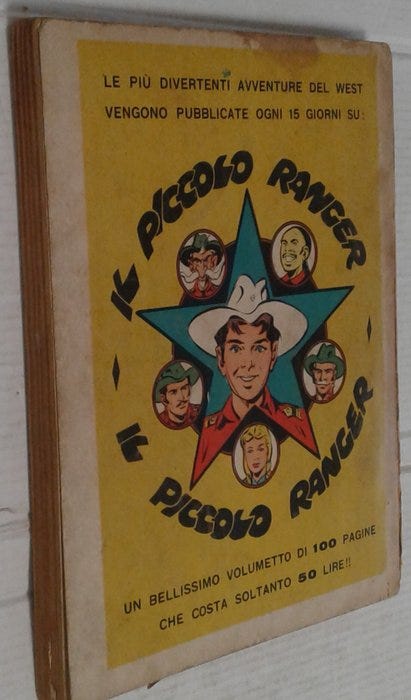 LE PIÙ DIVERTENTI AVVENTURE DEL WEST
VENGONO PUBBLICATE OGNI 15 GIORNI SU:
IL PICCOLO RANGER
IL PICCOLO RANGER
UN BELLISSIMO VOLUMETTO DI 100 PAGINE
CHE COSTA SOLTANTO 50 LIRE!!